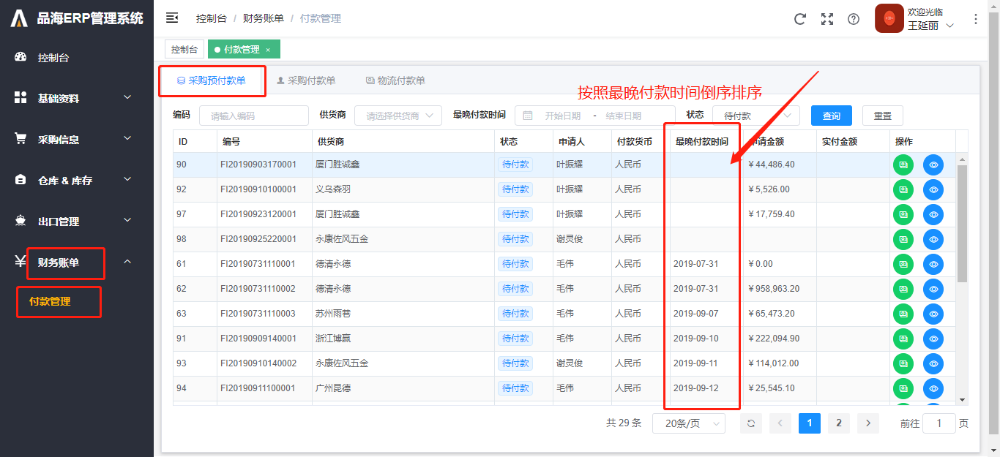 品海ERP管理系统
控制台 / 财务账单 / 付款管理
欢迎光临
王延丽
控制台
付款管理 ×
控制台
基础资料
采购信息
仓库 & 库存
出口管理
财务账单
付款管理
采购预付款单 采购付款单 物流付款单
按照最晚付款时间倒序排序
编码 请输入编码 供货商 请选择供货商 最晚付款时间 开始日期 - 结束日期 状态 待付款 查询 重置
ID 编号 供货商 状态 申请人 付款货币 最晚付款时间 申请金额 实付金额 操作
90 FI20190903170001 厦门胜诚鑫 待付款 叶振耀 人民币 ¥44,486.40
92 FI20190910100001 义乌森羽 待付款 叶振耀 人民币 ¥5,526.00
97 FI20190923120001 厦门胜诚鑫 待付款 叶振耀 人民币 ¥17,759.40
98 FI20190925220001 永康佐风五金 待付款 谢灵俊 人民币
61 FI20190731110001 德清永德 待付款 毛伟 人民币 2019-07-31 ¥0.00
62 FI20190731110002 德清永德 待付款 毛伟 人民币 2019-07-31 ¥958,963.20
63 FI20190731110003 苏州雨巷 待付款 毛伟 人民币 2019-09-07 ¥65,473.20
91 FI20190909140001 浙江博赢 待付款 毛伟 人民币 2019-09-10 ¥222,094.90
93 FI20190910140002 永康佐风五金 待付款 谢灵俊 人民币 2019-09-11 ¥114,012.00
94 FI20190911100001 广州昆德 待付款 毛伟 人民币 2019-09-12 ¥25,545.10
共 29 条 20条/页 1 2 前往 1 页